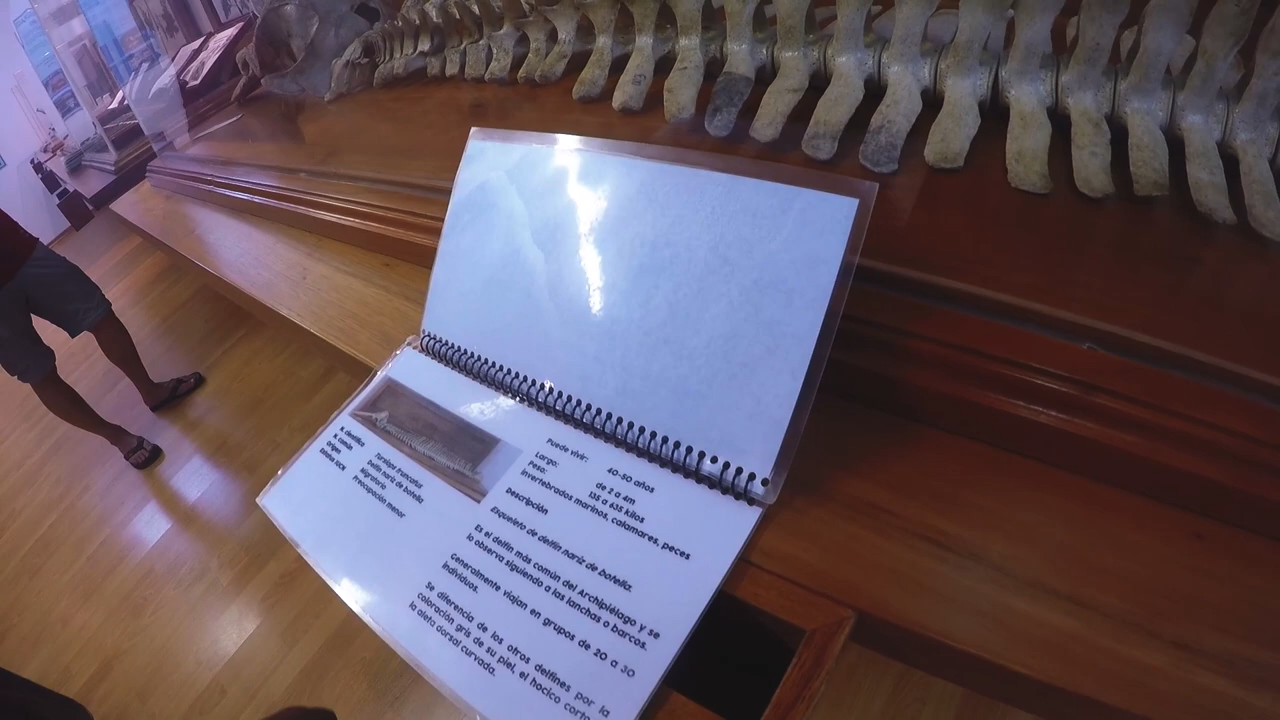 N. científico
Tursiops truncatus
N. común
Delfín nariz de botella
origen
Migratorio
Estatus UICN
Preocupación menor
Puede vivir: 40-50 años
Largo: de 2 a 4m
Peso: 135 a 635 kilos
Invertebrados marinos, calamares, peces
Descripción
Esqueleto de delfín nariz de botella.
Es el delfín más común del Archipiélago y se
lo observa siguiendo a las lanchas o barcos.
Generalmente viajan en grupos de 20 a 30
individuos.
Se diferencia de los otros delfines por la
coloración gris de su piel, el hocico corto
la aleta dorsal curvada.